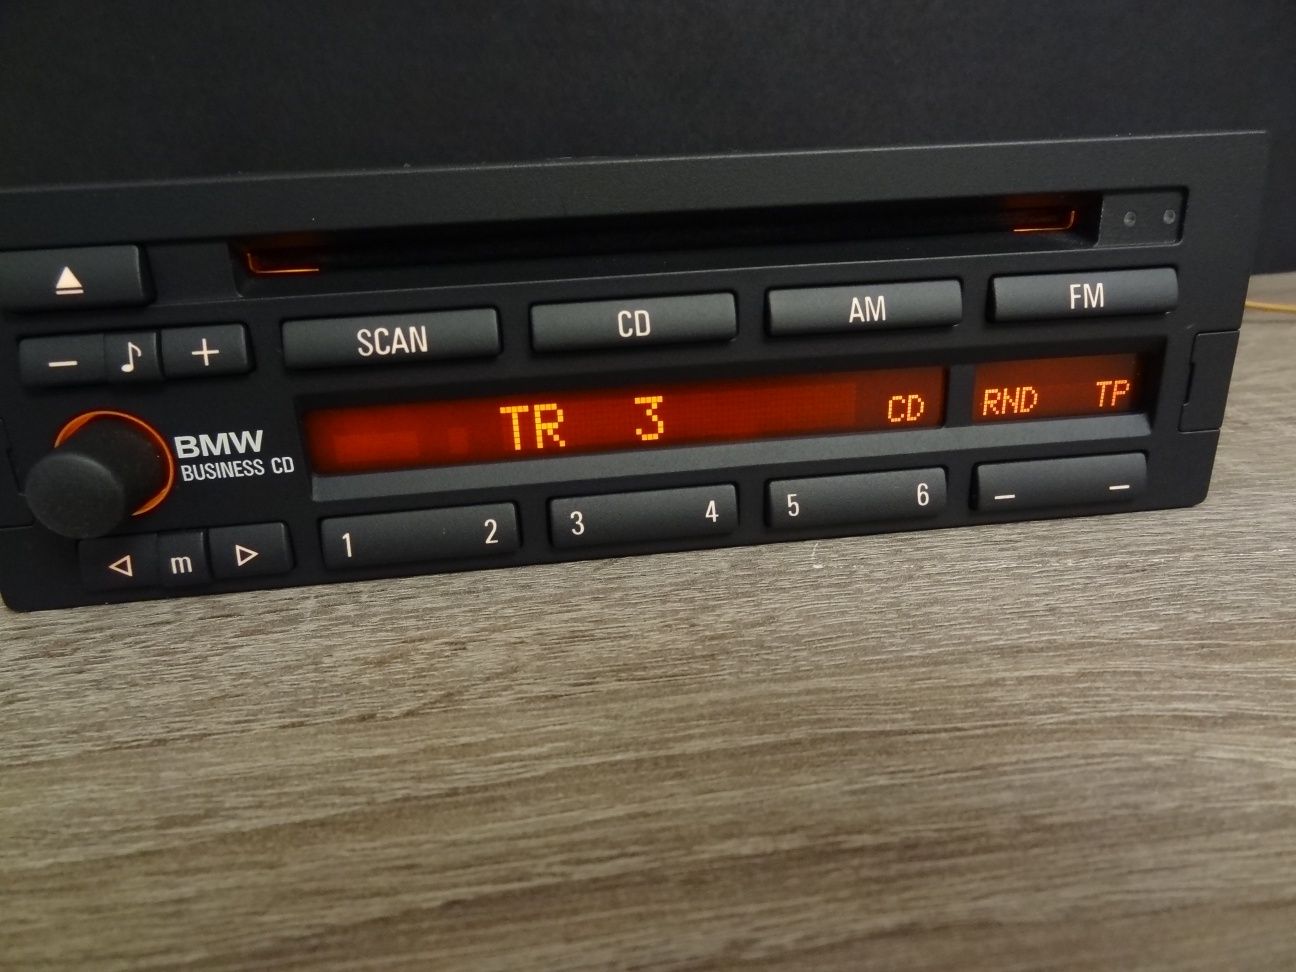 SCAN CD AM FM
− ♪ +
TR 3 CD RND TP
BMW
BUSINESS CD
1 2 3 4 5 6 — —
m